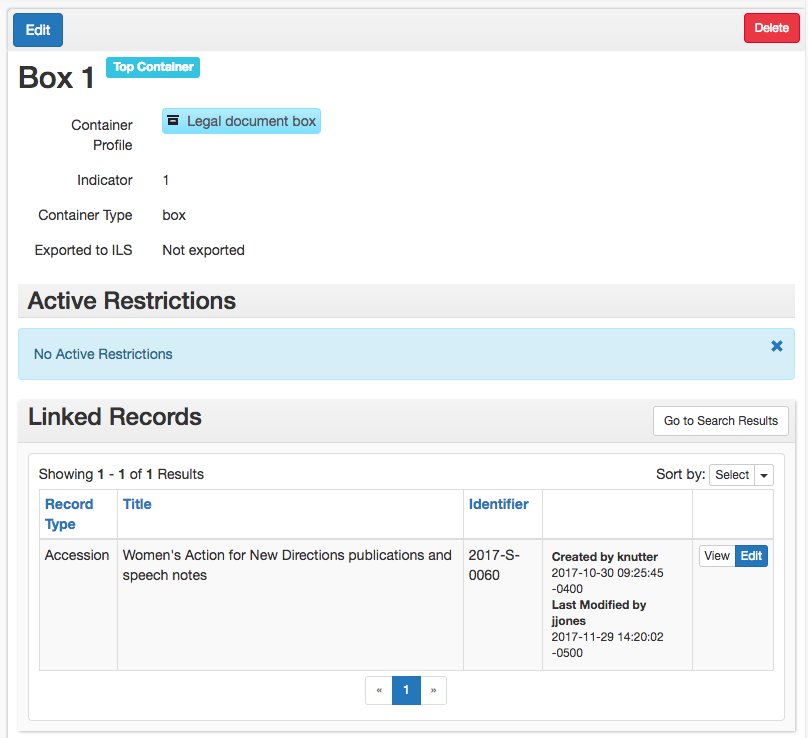 Edit
Delete
Box 1 Top Container
Container
Profile
Legal document box
Indicator 1
Container Type box
Exported to ILS Not exported
Active Restrictions
No Active Restrictions
Linked Records
Go to Search Results
Showing 1 - 1 of 1 Results
Sort by: Select
Record
Type
Title
Identifier
Accession
Women's Action for New Directions publications and
speech notes
2017-S-
0060
Created by knutter
2017-10-30 09:25:45
-0400
Last Modified by
jjones
2017-11-29 14:20:02
-0500
View Edit
« 1 »